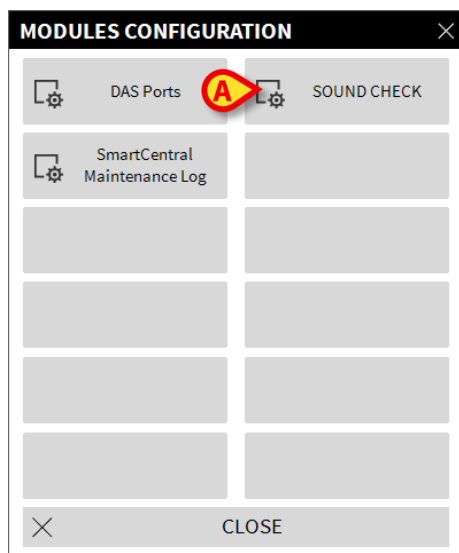 MODULES CONFIGURATION
DAS Ports
A
SOUND CHECK
SmartCentral
Maintenance Log
CLOSE